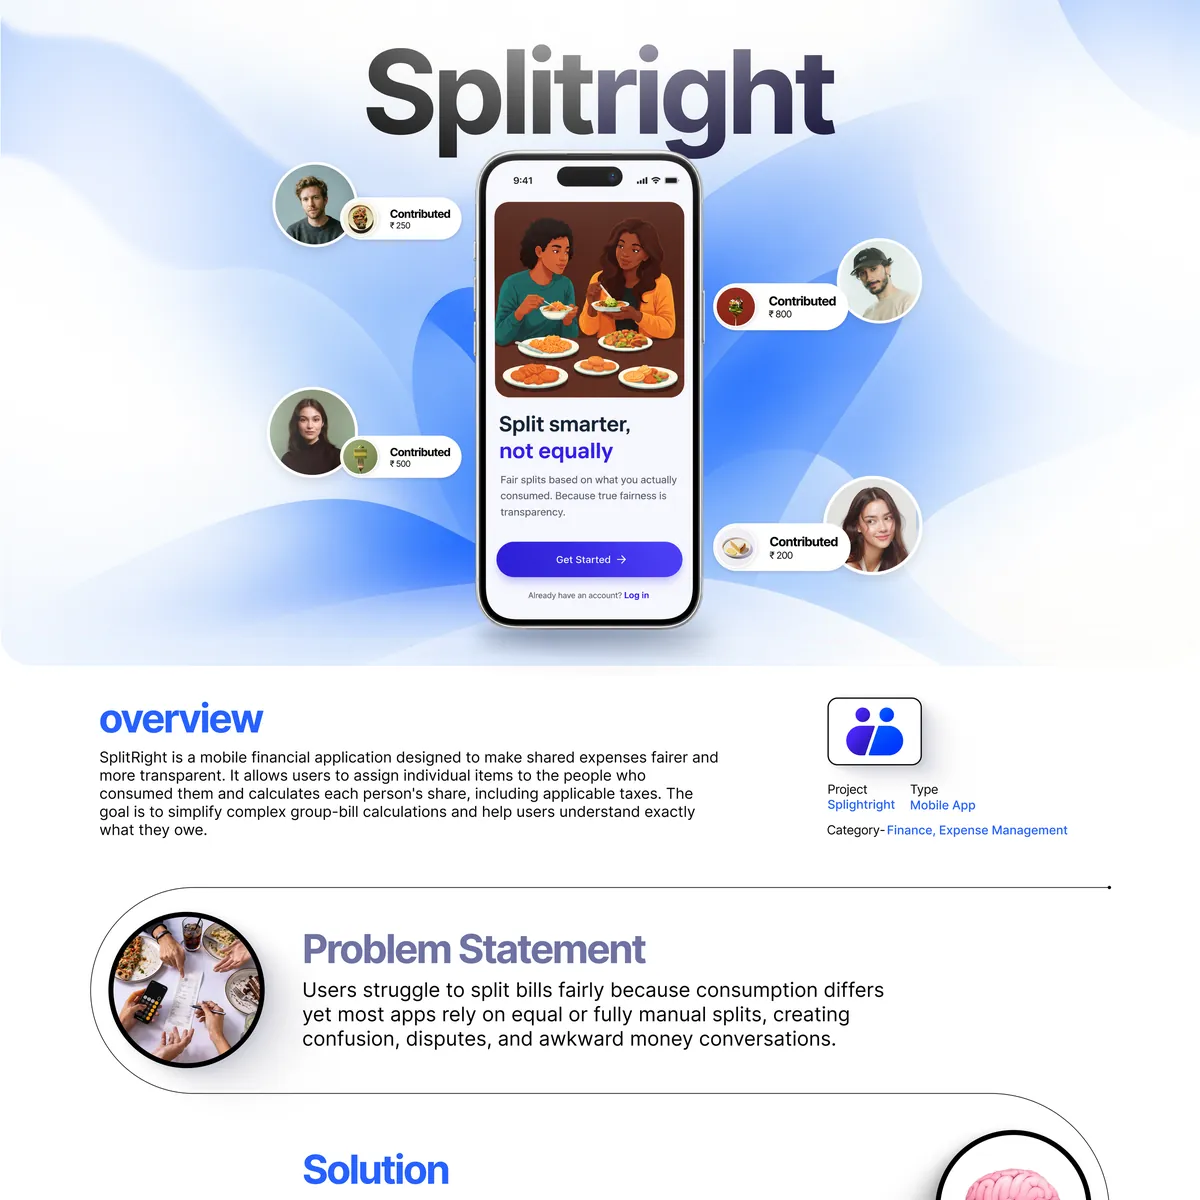 Splitright
9:41
Contributed
₹ 250
Contributed
₹ 800
Contributed
₹ 500
Contributed
₹ 200
Split smarter,
not equally
Fair splits based on what you actually
consumed. Because true fairness is
transparency.
Get Started →
Already have an account? Log in
overview
SplitRight is a mobile financial application designed to make shared expenses fairer and
more transparent. It allows users to assign individual items to the people who
consumed them and calculates each person's share, including applicable taxes. The
goal is to simplify complex group-bill calculations and help users understand exactly
what they owe.
Project
Splightright
Type
Mobile App
Category- Finance, Expense Management
Problem Statement
Users struggle to split bills fairly because consumption differs
yet most apps rely on equal or fully manual splits, creating
confusion, disputes, and awkward money conversations.
Solution